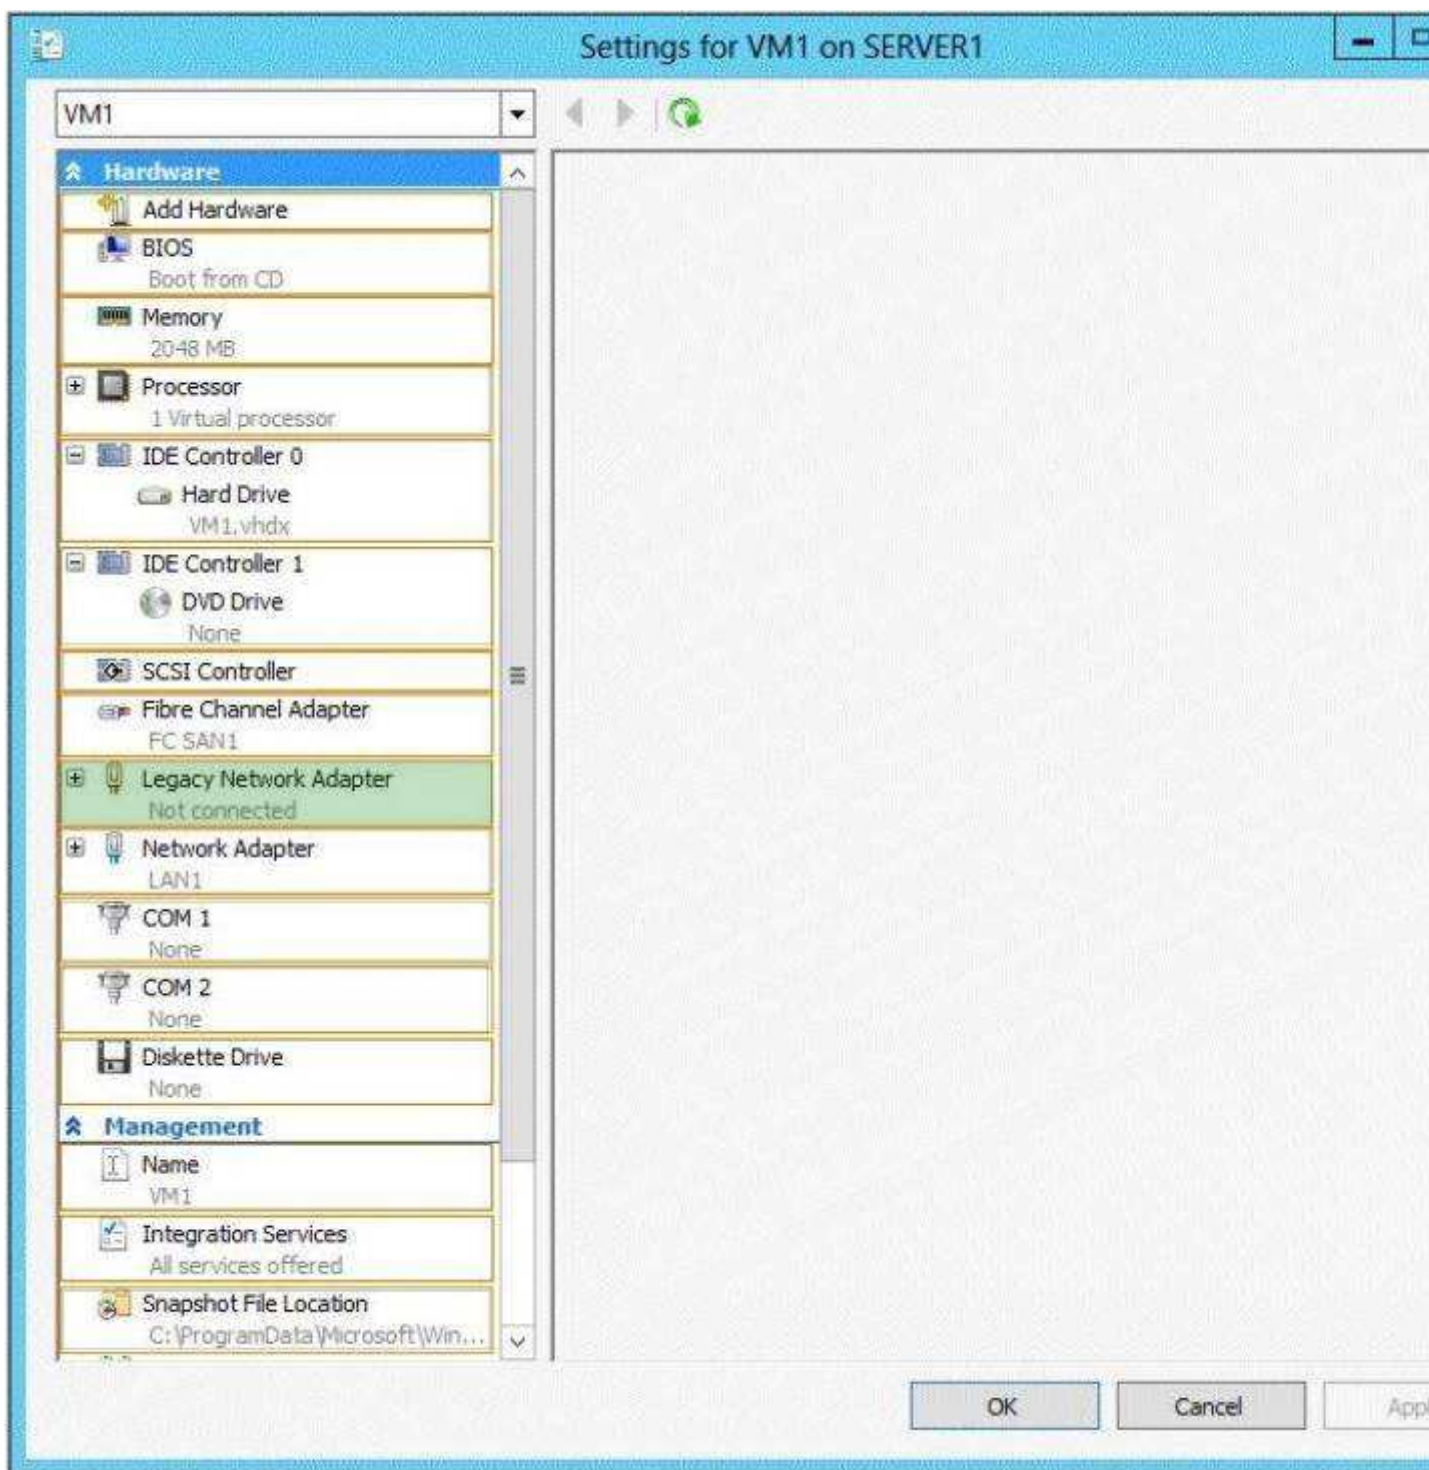 Settings for VM1 on SERVER1
VM1
Hardware
Add Hardware
BIOS
Boot from CD
Memory
2048 MB
Processor
1 Virtual processor
IDE Controller 0
Hard Drive
VM1.vhdx
IDE Controller 1
DVD Drive
None
SCSI Controller
Fibre Channel Adapter
FC SAN1
Legacy Network Adapter
Not connected
Network Adapter
LAN1
COM 1
None
COM 2
None
Diskette Drive
None
Management
Name
VM1
Integration Services
All services offered
Snapshot File Location
C:\ProgramData\Microsoft\Win...
OK Cancel Appl